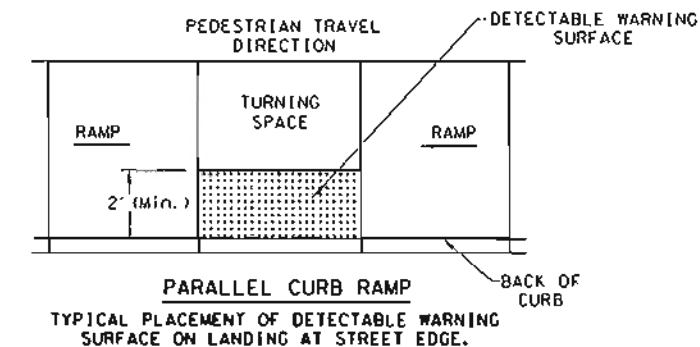 PEDESTRIAN TRAVEL
DIRECTION
DETECTABLE WARNING
SURFACE
TURNING
SPACE
RAMP
RAMP
2' (Min.)
BACK OF
CURB
PARALLEL CURB RAMP
TYPICAL PLACEMENT OF DETECTABLE WARNING
SURFACE ON LANDING AT STREET EDGE.